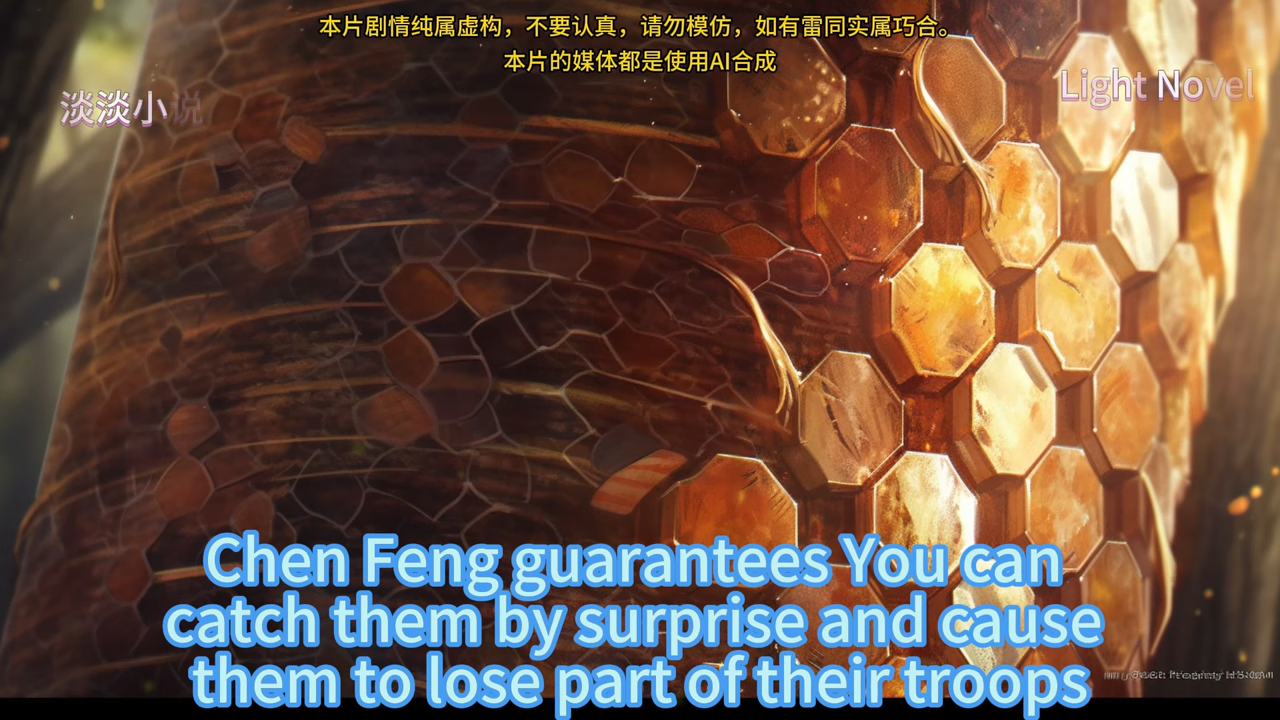 本片剧情纯属虚构，不要认真，请勿模仿，如有雷同实属巧合。
本片的媒体都是使用AI合成
淡淡小说
Light Novel
Chen Feng guarantees You can
catch them by surprise and cause
them to lose part of their troops